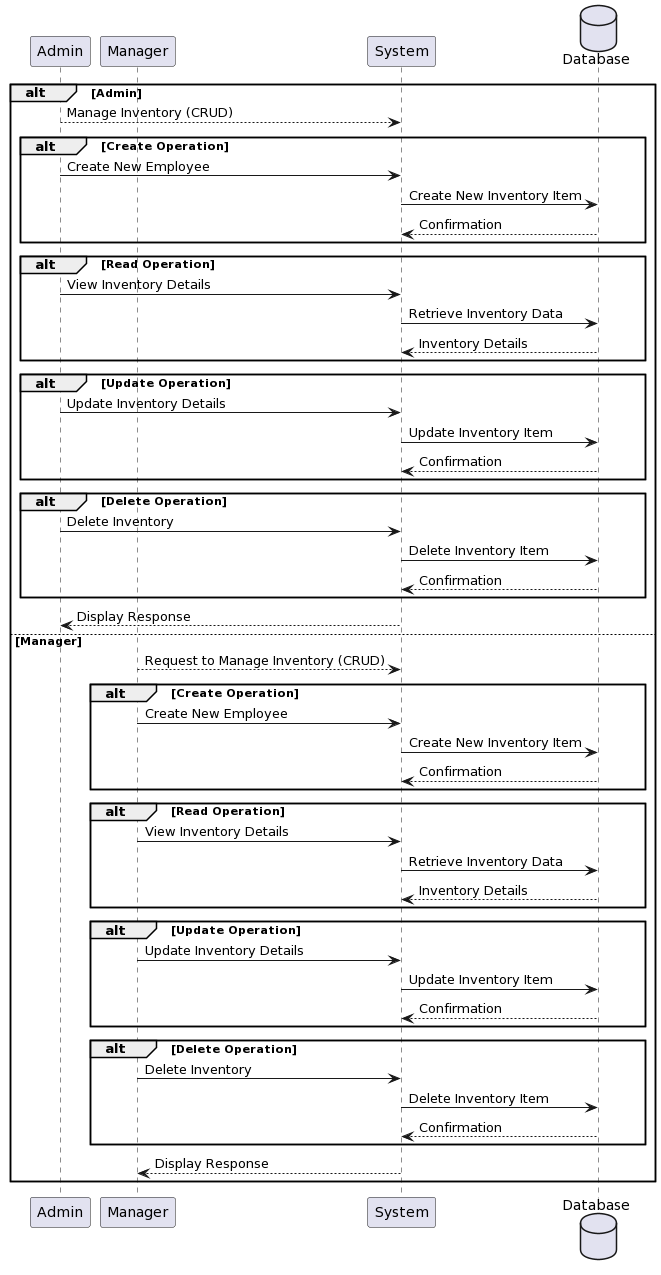 Admin Manager System Database
alt [Admin]
Manage Inventory (CRUD)
alt [Create Operation]
Create New Employee
Create New Inventory Item
Confirmation
alt [Read Operation]
View Inventory Details
Retrieve Inventory Data
Inventory Details
alt [Update Operation]
Update Inventory Details
Update Inventory Item
Confirmation
alt [Delete Operation]
Delete Inventory
Delete Inventory Item
Confirmation
Display Response
[Manager]
Request to Manage Inventory (CRUD)
alt [Create Operation]
Create New Employee
Create New Inventory Item
Confirmation
alt [Read Operation]
View Inventory Details
Retrieve Inventory Data
Inventory Details
alt [Update Operation]
Update Inventory Details
Update Inventory Item
Confirmation
alt [Delete Operation]
Delete Inventory
Delete Inventory Item
Confirmation
Display Response
Admin Manager System Database